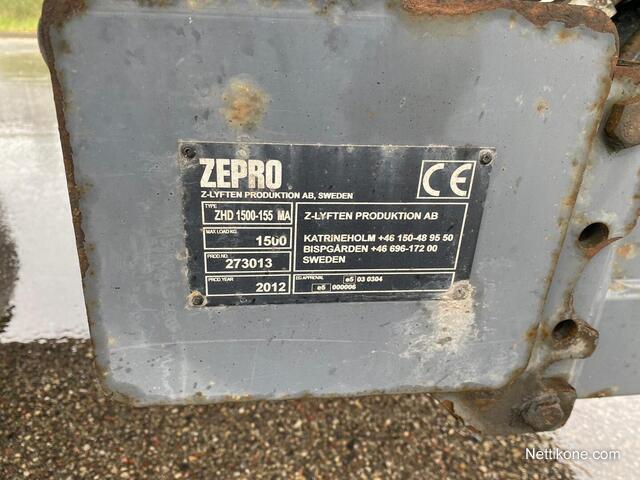 ZEPRO
Z-LYFTEN PRODUKTION AB, SWEDEN
CE
TYPE
ZHD 1500-155 MA
MAX LOAD KG.
1500
PROD.NO.
273013
PROD.YEAR
2012
Z-LYFTEN PRODUKTION AB
KATRINEHOLM +46 150-48 95 50
BISPGÅRDEN +46 696-172 00
SWEDEN
EG APPROVAL
e5 03 0304
e5 000006
Nettikone.com